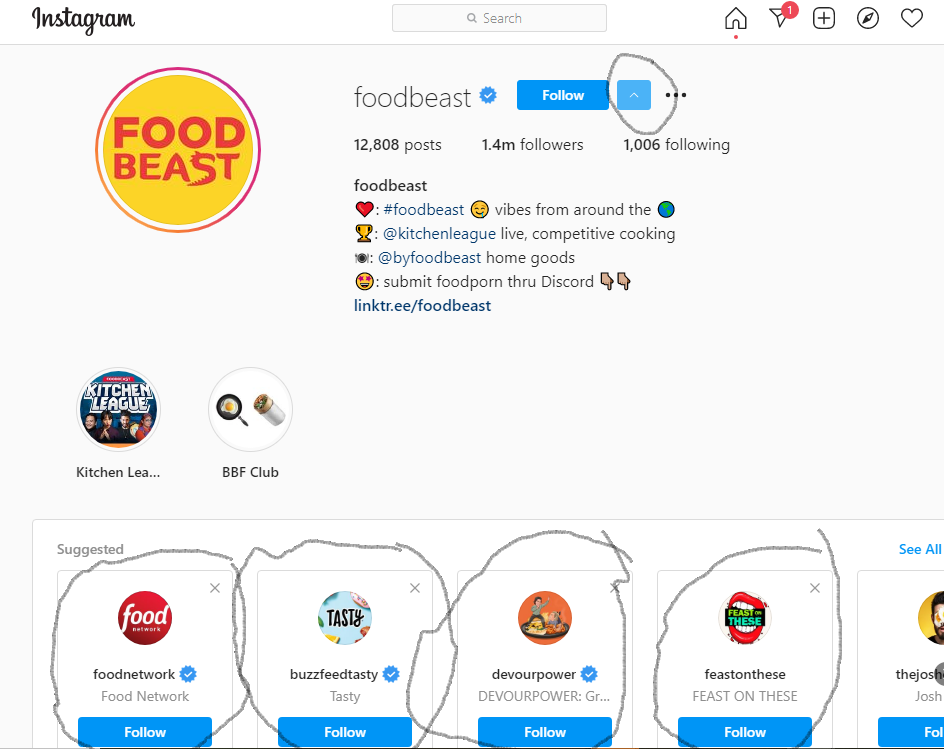 Instagram
Search
1
FOOD BEAST
foodbeast Follow
12,808 posts 1.4m followers 1,006 following
foodbeast
❤️: #foodbeast 🤤 vibes from around the 🌎
🏆: @kitchenleague live, competitive cooking
🍽: @byfoodbeast home goods
🤩: submit foodporn thru Discord 👇🏽👇🏽
linktr.ee/foodbeast
FOODBEAST
KITCHEN
LEAGUE
Kitchen Lea... BBF Club
Suggested See All
food
network
TASTY
FEAST ON
THESE
foodnetwork buzzfeedtasty devourpower feastonthese thejosh
Food Network Tasty DEVOURPOWER: Gr... FEAST ON THESE Josh
Follow Follow Follow Follow Fol